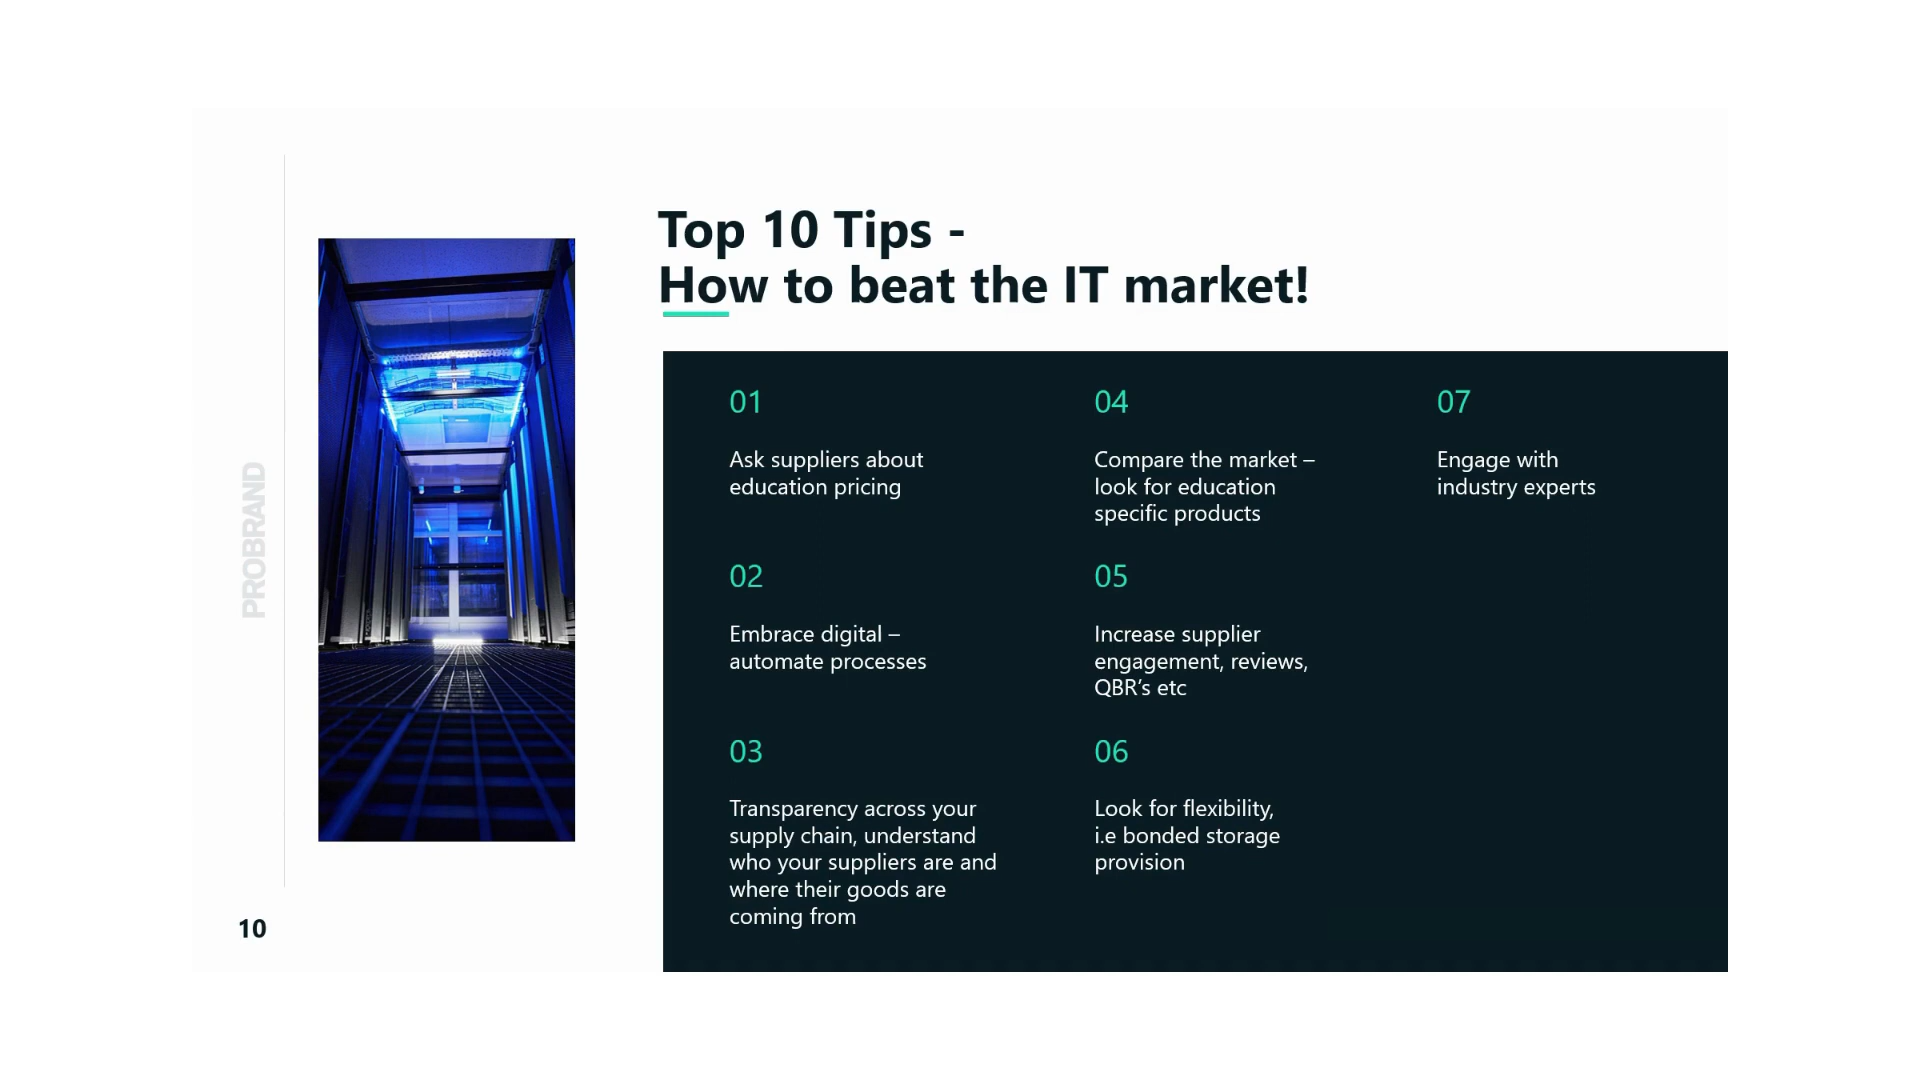 PROBRAND
10
Top 10 Tips -
How to beat the IT market!
01
Ask suppliers about
education pricing
02
Embrace digital –
automate processes
03
Transparency across your
supply chain, understand
who your suppliers are and
where their goods are
coming from
04
Compare the market –
look for education
specific products
05
Increase supplier
engagement, reviews,
QBR’s etc
06
Look for flexibility,
i.e bonded storage
provision
07
Engage with
industry experts